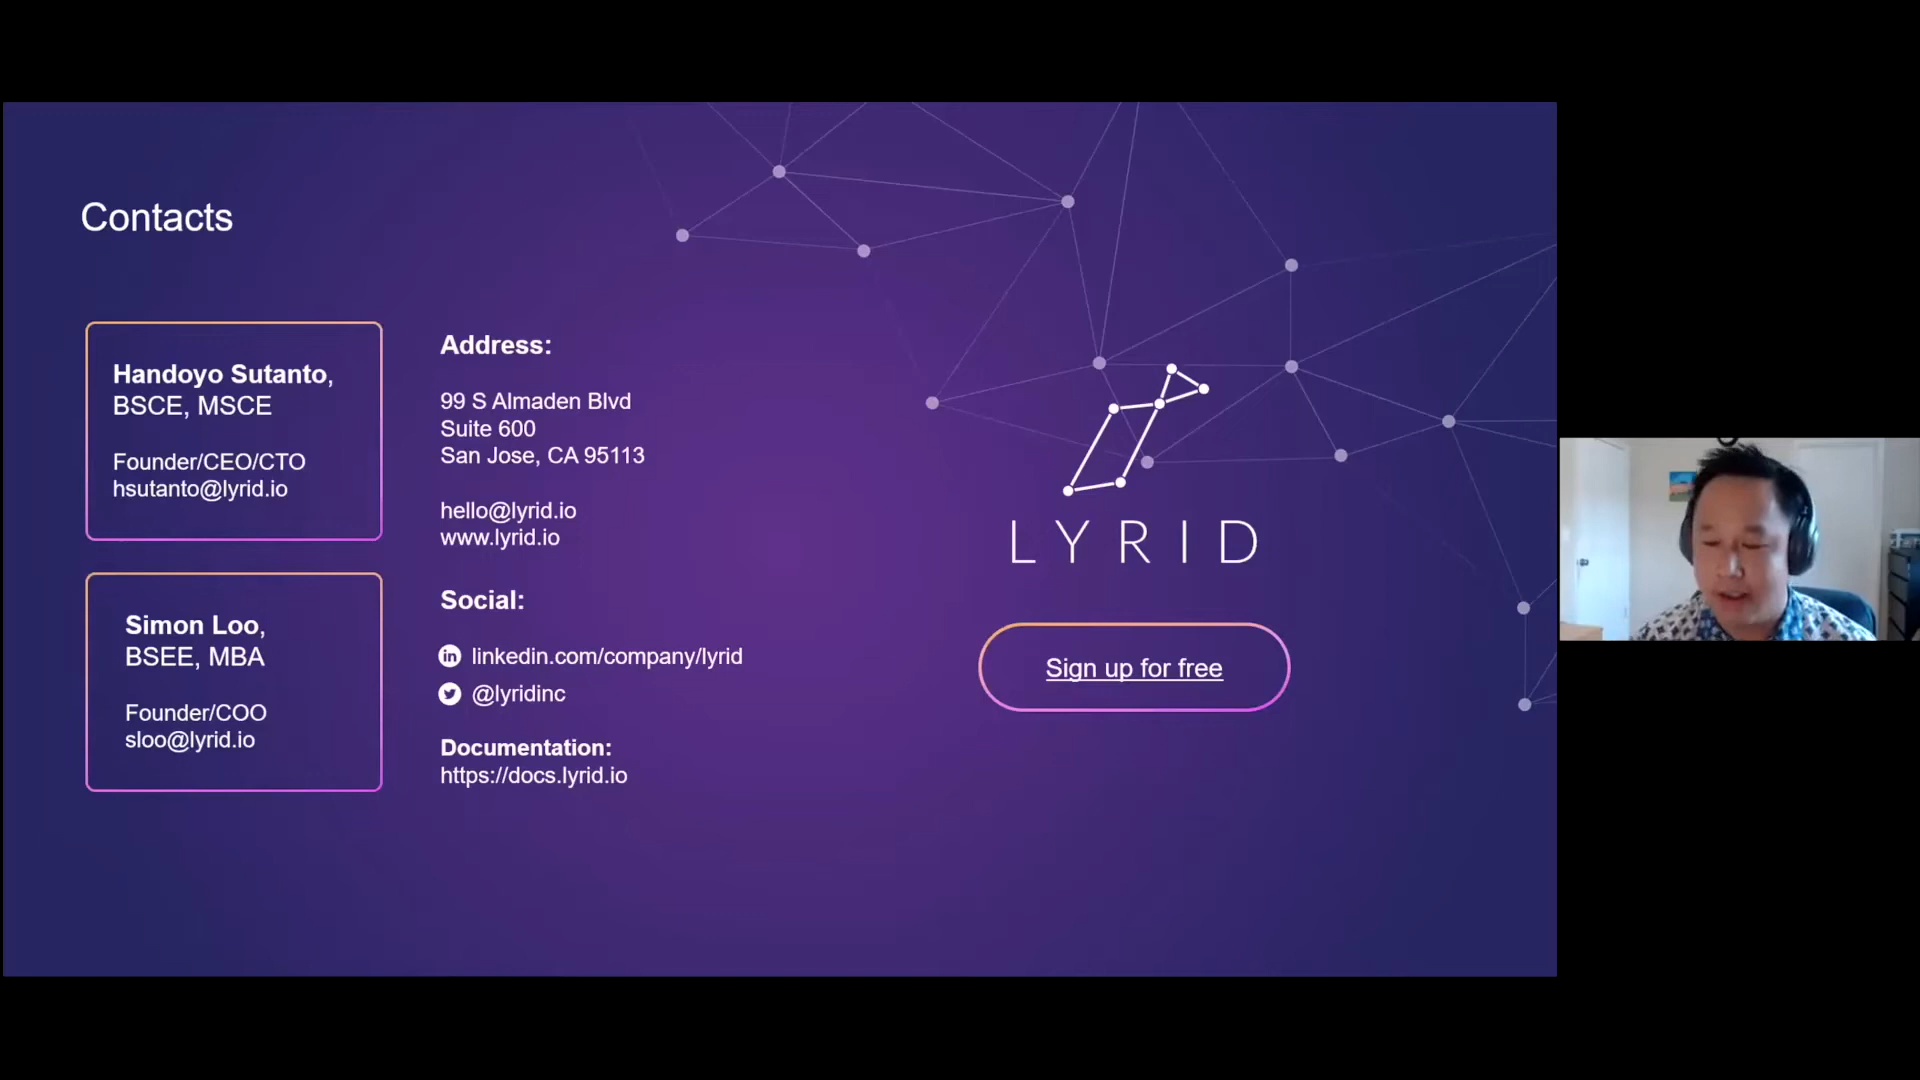 Contacts
Handoyo Sutanto,
BSCE, MSCE
Founder/CEO/CTO
hsutanto@lyrid.io
Simon Loo,
BSEE, MBA
Founder/COO
sloo@lyrid.io
Address:
99 S Almaden Blvd
Suite 600
San Jose, CA 95113
hello@lyrid.io
www.lyrid.io
Social:
in linkedin.com/company/lyrid
@lyridinc
Documentation:
https://docs.lyrid.io
LYRID
Sign up for free